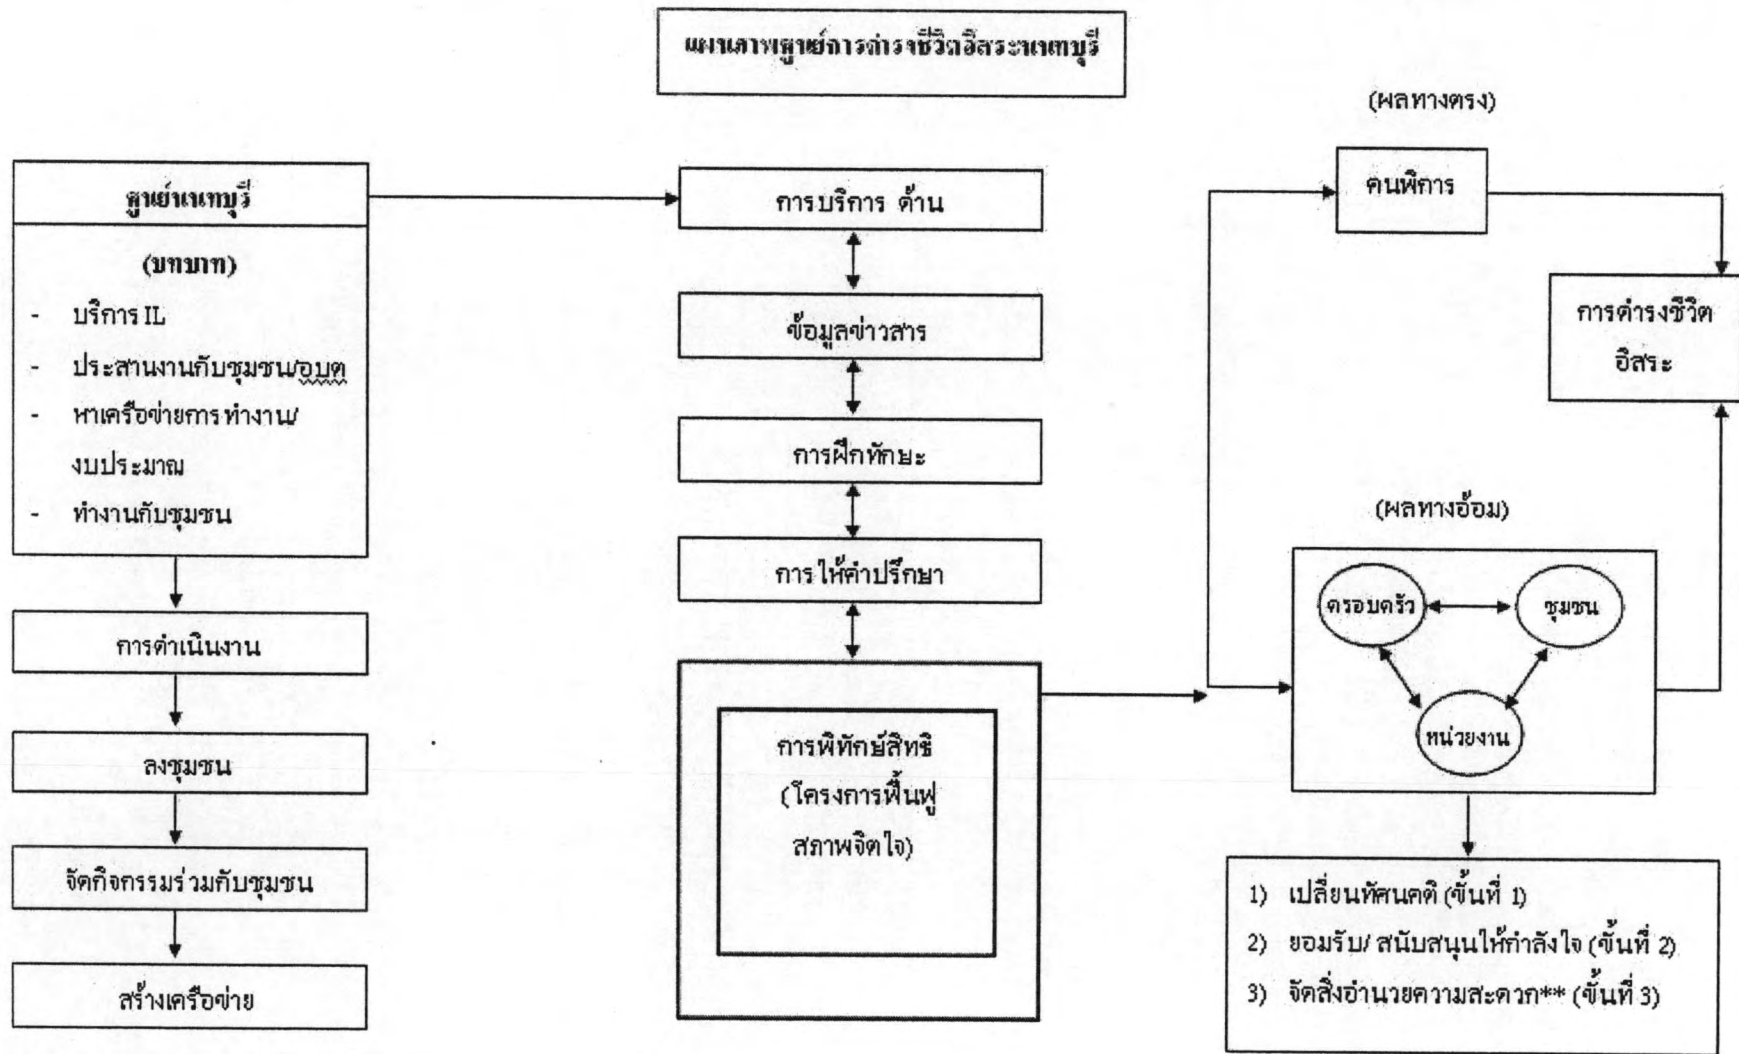 แผนภาพศูนย์การดำรงชีวิตอิสระนนทบุรี
ศูนย์นนทบุรี
(บทบาท)
- บริการ IL
- ประสานงานกับชุมชน/อบต
- หาเครือข่ายการทำงาน/
งบประมาณ
- ทำงานกับชุมชน
การดำเนินงาน
ลงชุมชน
จัดกิจกรรมร่วมกับชุมชน
สร้างเครือข่าย
การบริการ ด้าน
ข้อมูลข่าวสาร
การฝึกทักษะ
การให้คำปรึกษา
การพิทักษ์สิทธิ
(โครงการฟื้นฟู
สภาพจิตใจ)
(ผลทางตรง)
คนพิการ
การดำรงชีวิต
อิสระ
(ผลทางอ้อม)
ครอบครัว
ชุมชน
หน่วยงาน
1) เปลี่ยนทัศนคติ (ขั้นที่ 1)
2) ยอมรับ/ สนับสนุนให้กำลังใจ (ขั้นที่ 2)
3) จัดสิ่งอำนวยความสะดวก** (ขั้นที่ 3)